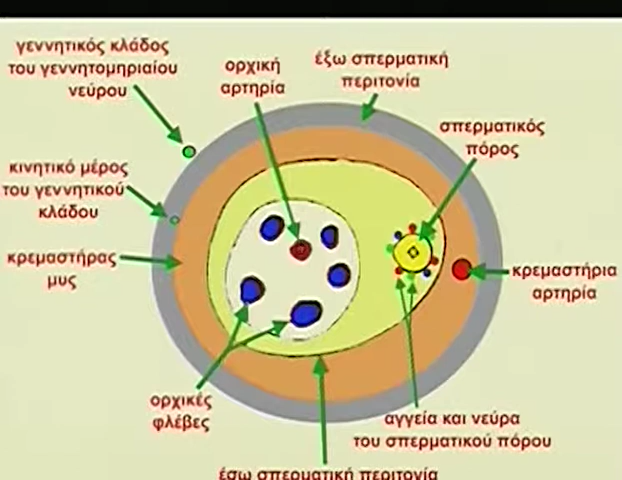 γεννητικός κλάδος
του γεννητομηριαίου
νεύρου
ορχική
αρτηρία
έξω σπερματική
περιτονία
σπερματικός
πόρος
κινητικό μέρος
του γεννητικού
κλάδου
κρεμαστήρας
μυς
κρεμαστήρια
αρτηρία
ορχικές
φλέβες
αγγεία και νεύρα
του σπερματικού πόρου
έσω σπερματική περιτονία